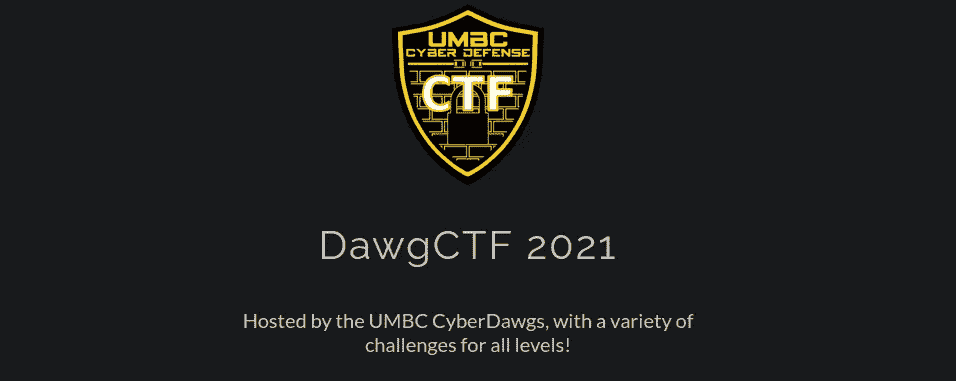 UMBC
CYBER DEFENSE
CTF
DawgCTF 2021
Hosted by the UMBC CyberDawgs, with a variety of
challenges for all levels!